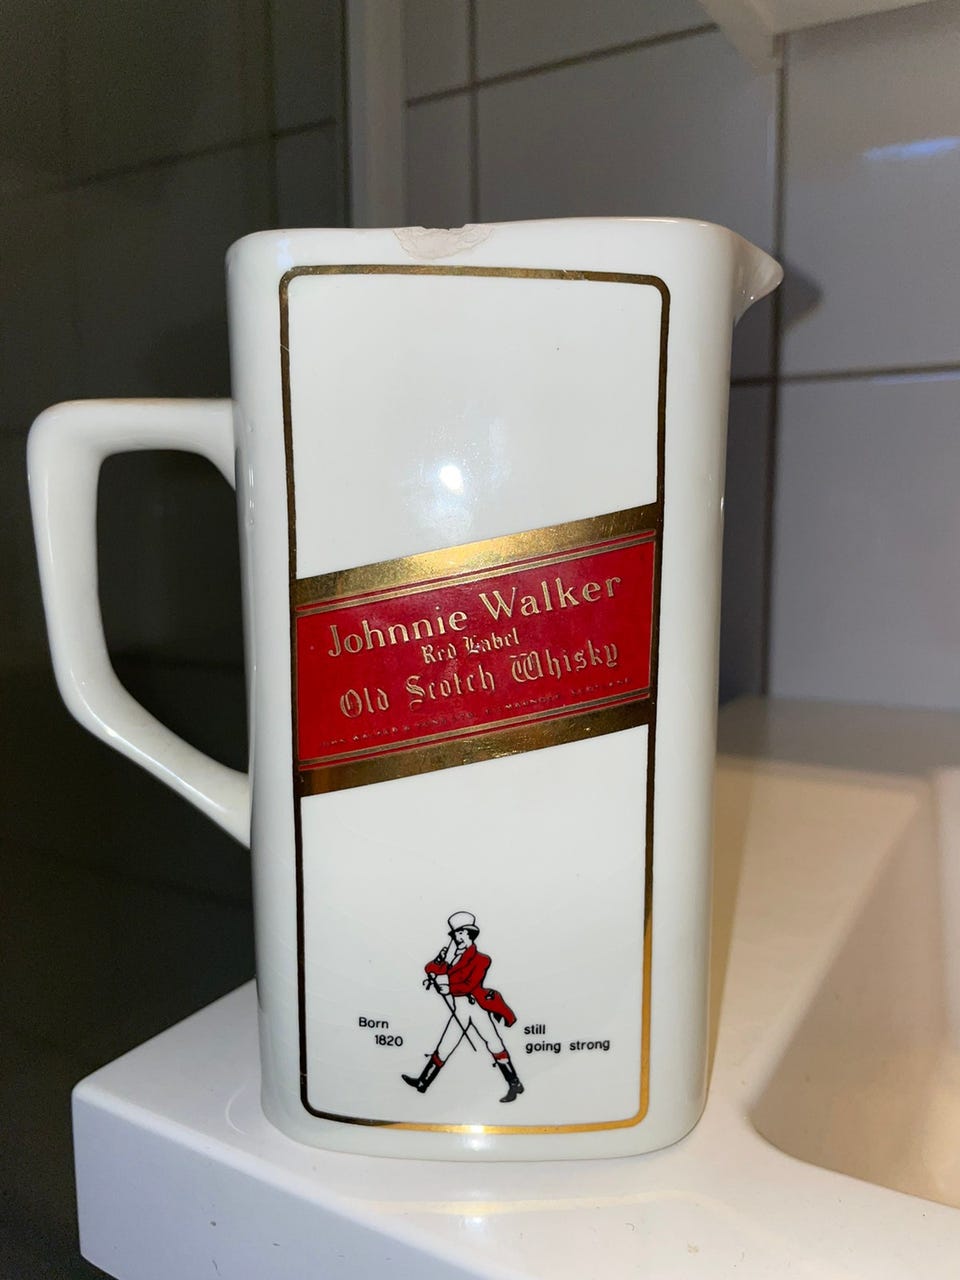 Johnnie Walker
Red Label
Old Scotch Whisky
Born
1820
still
going strong